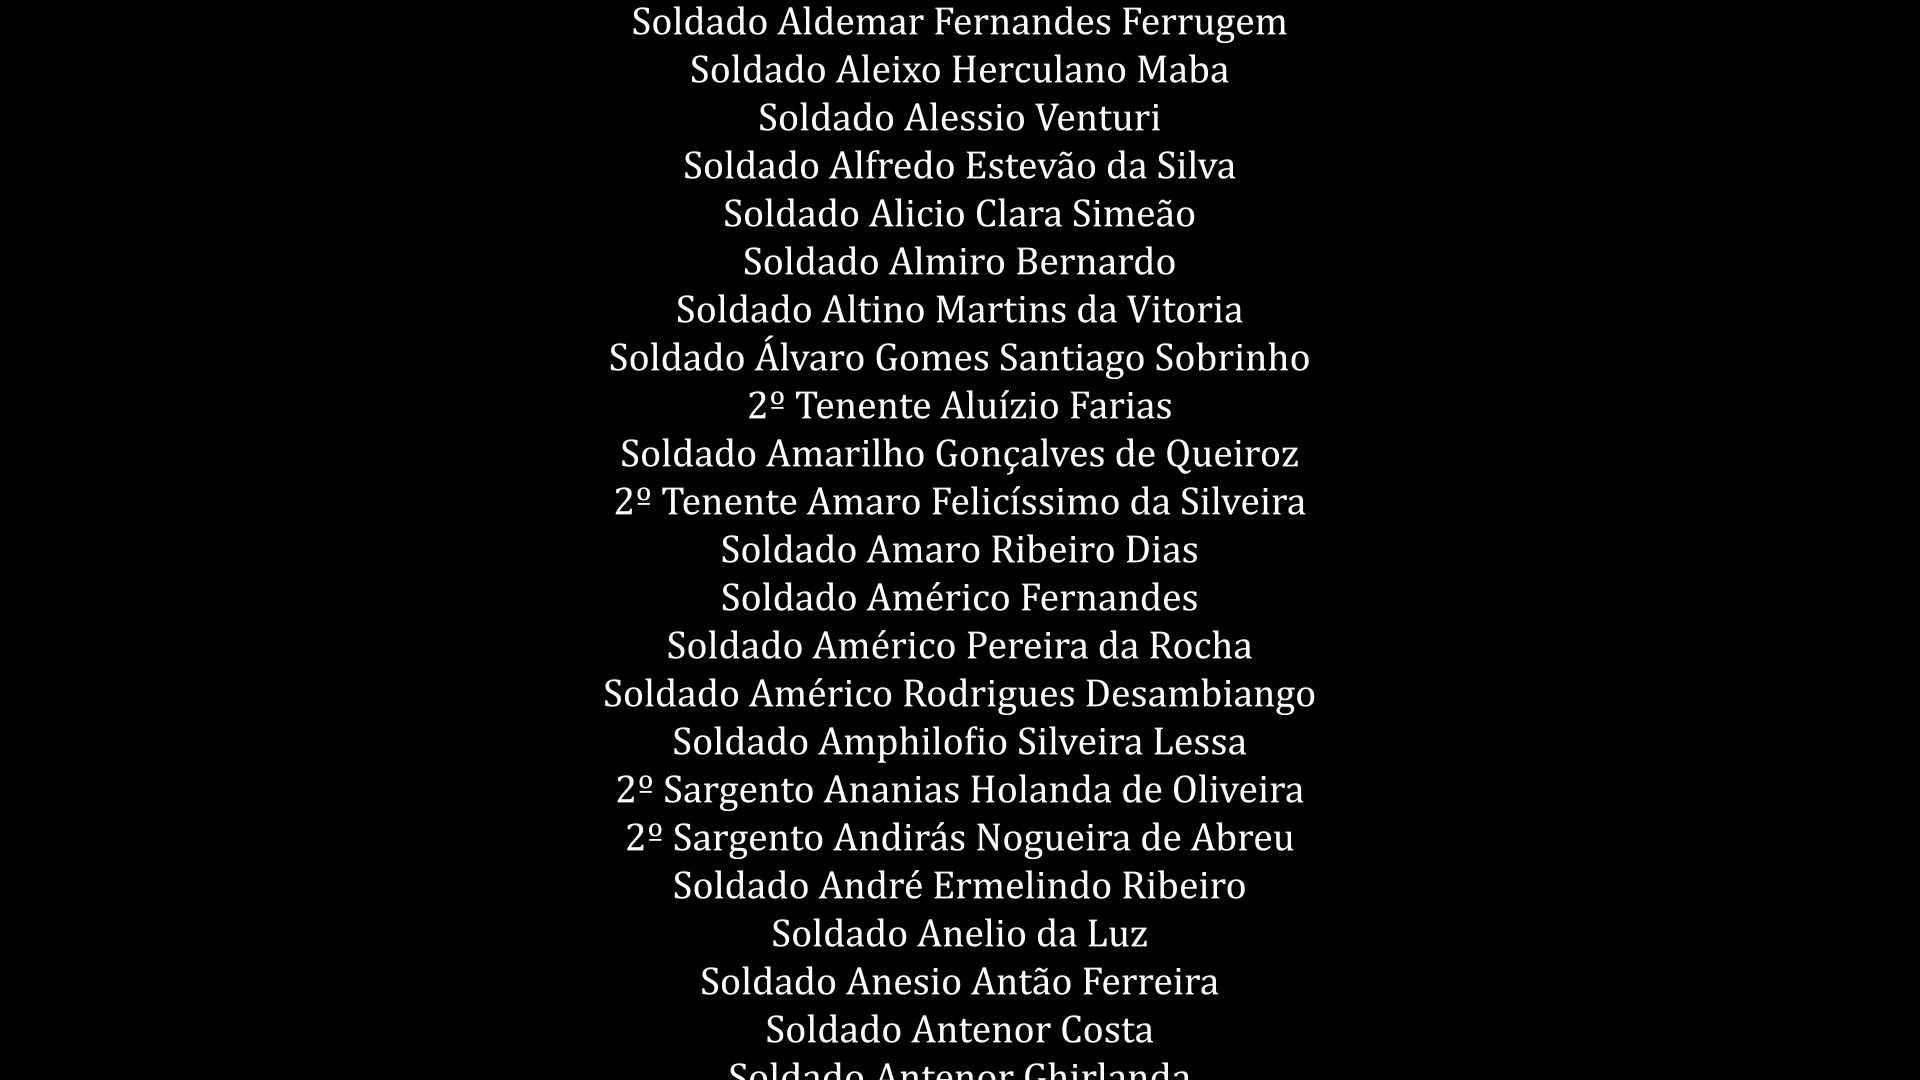 Soldado Aldemar Fernandes Ferrugem
Soldado Aleixo Herculano Maba
Soldado Alessio Venturi
Soldado Alfredo Estevão da Silva
Soldado Alicio Clara Simeão
Soldado Almiro Bernardo
Soldado Altino Martins da Vitoria
Soldado Álvaro Gomes Santiago Sobrinho
2º Tenente Aluízio Farias
Soldado Amarilho Gonçalves de Queiroz
2º Tenente Amaro Felicíssimo da Silveira
Soldado Amaro Ribeiro Dias
Soldado Américo Fernandes
Soldado Américo Pereira da Rocha
Soldado Américo Rodrigues Desambiango
Soldado Amphilofio Silveira Lessa
2º Sargento Ananias Holanda de Oliveira
2º Sargento Andirás Nogueira de Abreu
Soldado André Ermelindo Ribeiro
Soldado Anelio da Luz
Soldado Anesio Antão Ferreira
Soldado Antenor Costa
Soldado Antenor Ghirlanda